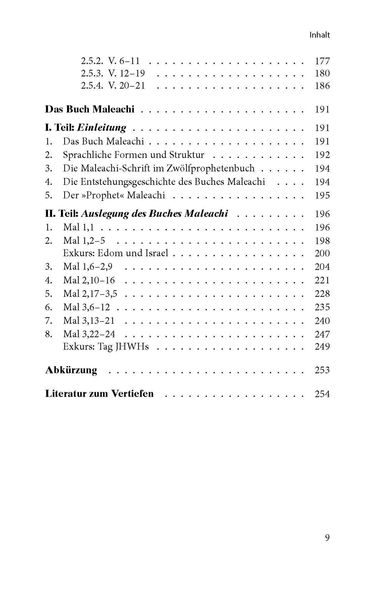 Inhalt
2.5.2. V. 6–11 . . . . . . . . . . . . . . . . . . . . 177
2.5.3. V. 12–19 . . . . . . . . . . . . . . . . . . . 180
2.5.4. V. 20–21 . . . . . . . . . . . . . . . . . . . 186
Das Buch Maleachi . . . . . . . . . . . . . . . . . . . . . 191
I. Teil: Einleitung . . . . . . . . . . . . . . . . . . . . . . 191
1. Das Buch Maleachi . . . . . . . . . . . . . . . . . . . . 191
2. Sprachliche Formen und Struktur . . . . . . . . . . . . 192
3. Die Maleachi-Schrift im Zwölfprophetenbuch . . . . . . 194
4. Die Entstehungsgeschichte des Buches Maleachi . . . . 194
5. Der »Prophet« Maleachi . . . . . . . . . . . . . . . . . 195
II. Teil: Auslegung des Buches Maleachi . . . . . . . . . 196
1. Mal 1,1 . . . . . . . . . . . . . . . . . . . . . . . . . . 196
2. Mal 1,2–5 . . . . . . . . . . . . . . . . . . . . . . . . 198
Exkurs: Edom und Israel . . . . . . . . . . . . . . . . . 200
3. Mal 1,6–2,9 . . . . . . . . . . . . . . . . . . . . . . . 204
4. Mal 2,10–16 . . . . . . . . . . . . . . . . . . . . . . . 221
5. Mal 2,17–3,5 . . . . . . . . . . . . . . . . . . . . . . . 228
6. Mal 3,6–12 . . . . . . . . . . . . . . . . . . . . . . . . 235
7. Mal 3,13–21 . . . . . . . . . . . . . . . . . . . . . . . 240
8. Mal 3,22–24 . . . . . . . . . . . . . . . . . . . . . . . 247
Exkurs: Tag JHWHs . . . . . . . . . . . . . . . . . . . 249
Abkürzung . . . . . . . . . . . . . . . . . . . . . . . . . 253
Literatur zum Vertiefen . . . . . . . . . . . . . . . . . . 254
9